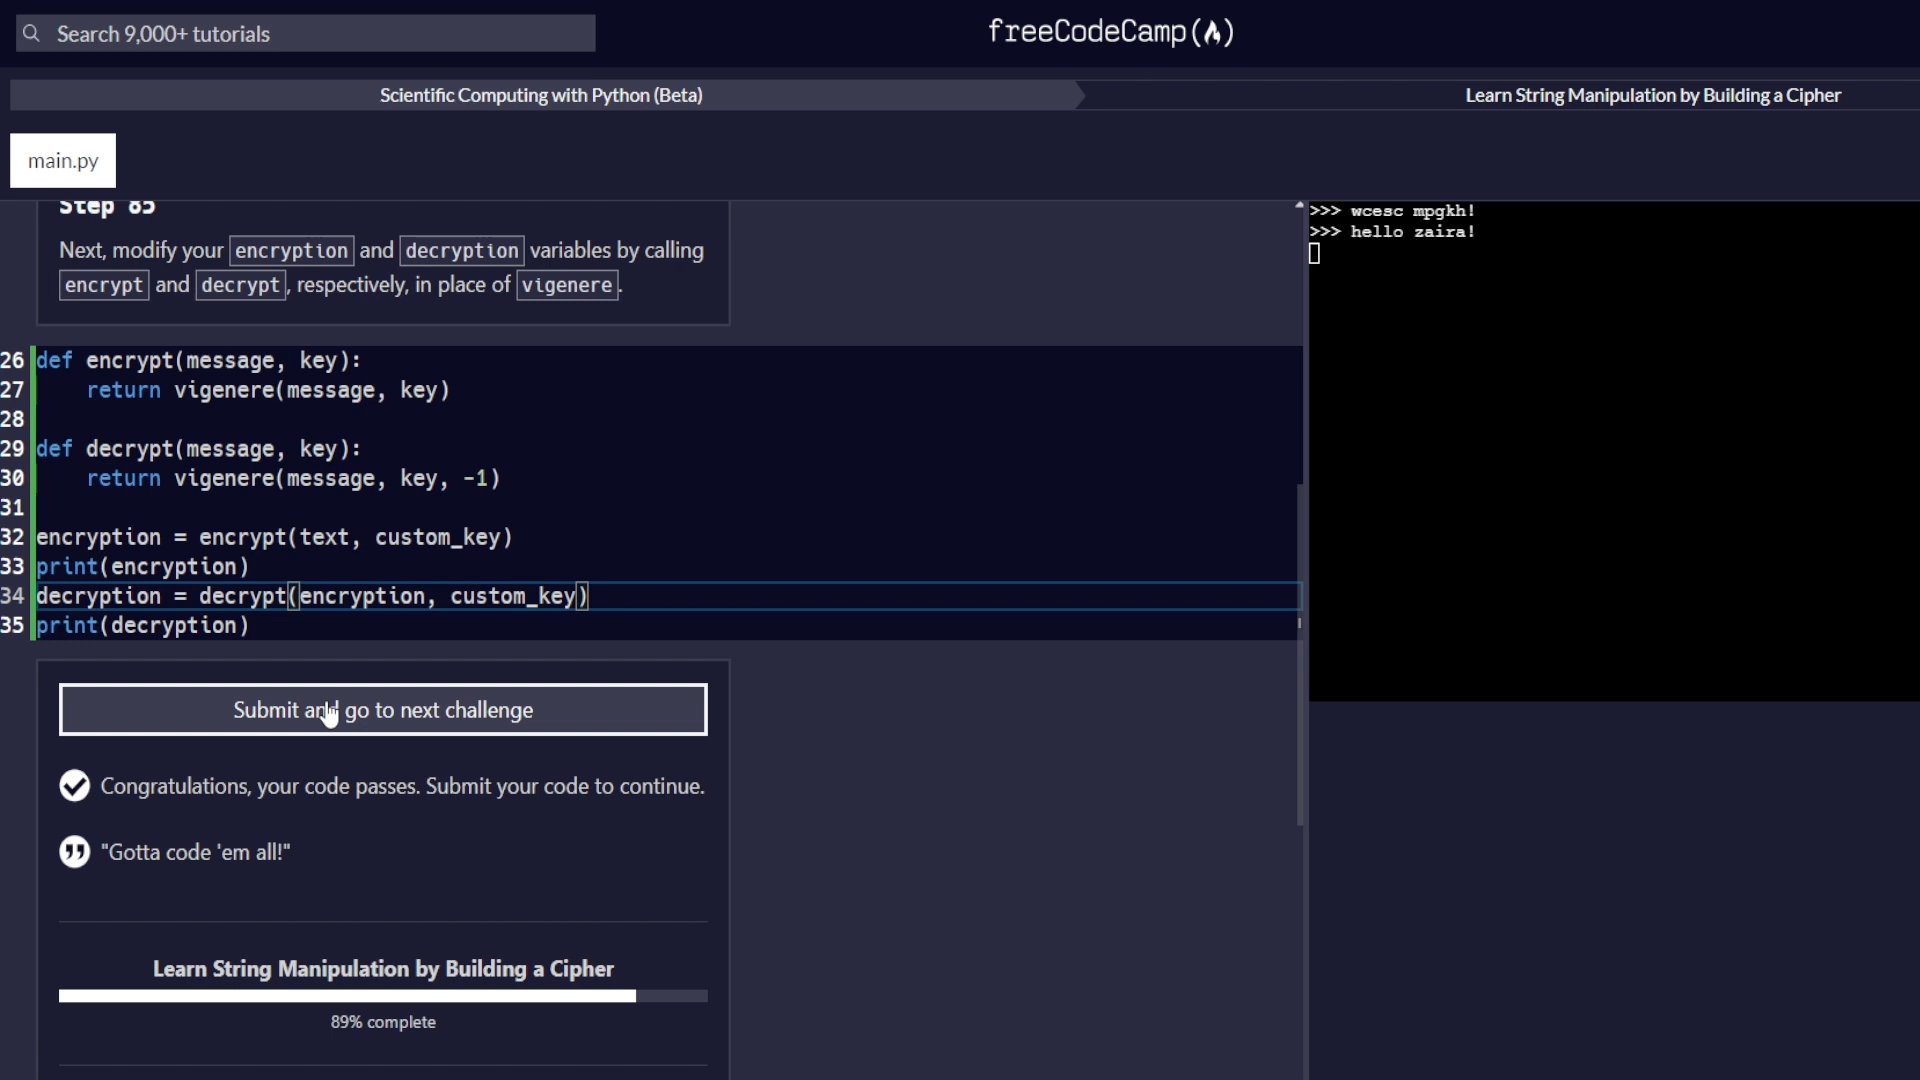 Search 9,000+ tutorials
freeCodeCamp(🔥)
Scientific Computing with Python (Beta)
Learn String Manipulation by Building a Cipher
main.py
Step 85
Next, modify your encryption and decryption variables by calling
encrypt and decrypt, respectively, in place of vigenere.
26 def encrypt(message, key):
27     return vigenere(message, key)
28
29 def decrypt(message, key):
30     return vigenere(message, key, -1)
31
32 encryption = encrypt(text, custom_key)
33 print(encryption)
34 decryption = decrypt(encryption, custom_key)
35 print(decryption)
>>> wcesc mpgkh!
>>> hello zaira!
Submit and go to next challenge
Congratulations, your code passes. Submit your code to continue.
"Gotta code 'em all!"
Learn String Manipulation by Building a Cipher
89% complete